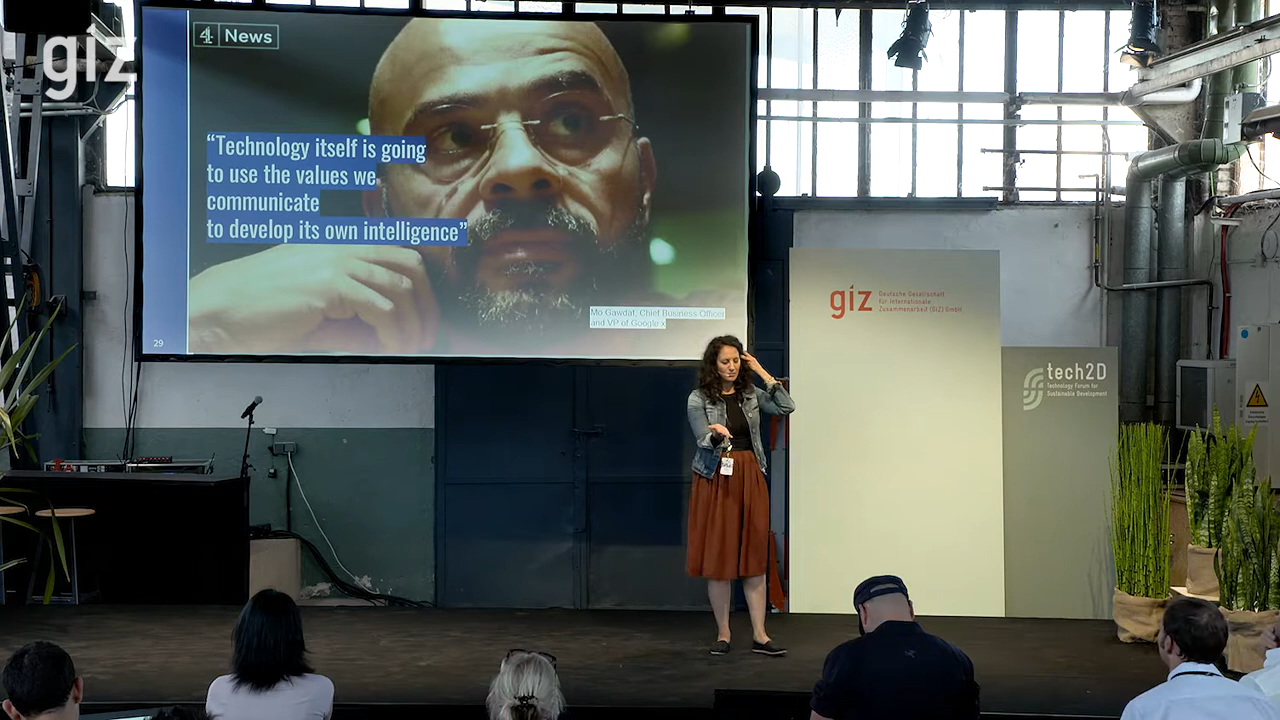 giz
4 News
“Technology itself is going
to use the values we
communicate
to develop its own intelligence”
Mo Gawdat, Chief Business Officer
and VP of Google x
29
giz
Deutsche Gesellschaft
für Internationale
Zusammenarbeit (GIZ) GmbH
tech2D
Technology Forum for
Sustainable Development